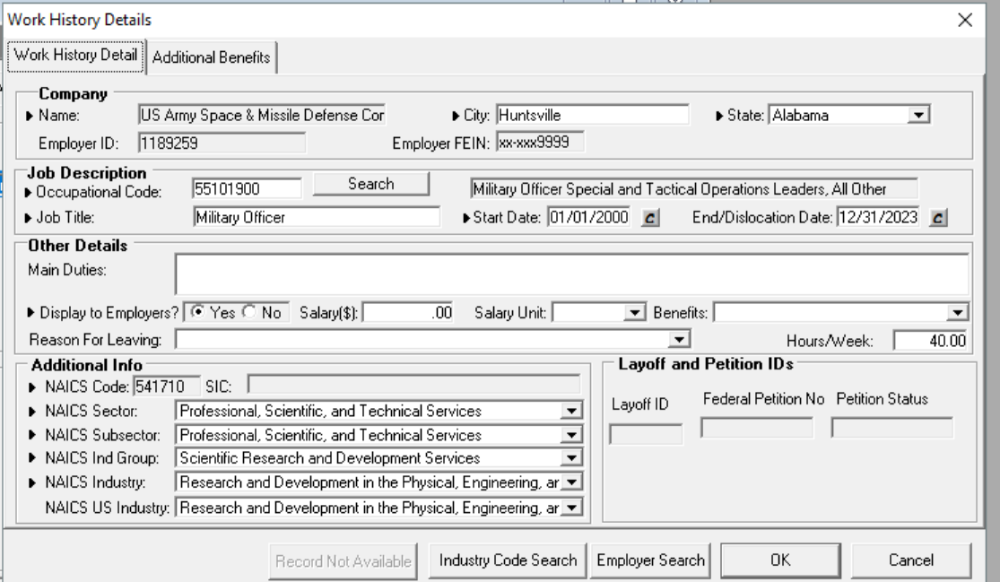 Work History Details
Work History Detail Additional Benefits
Company
Name: US Army Space & Missile Defense Cor City: Huntsville State: Alabama
Employer ID: 1189259 Employer FEIN: xx-xxx9999
Job Description
Occupational Code: 55101900 Search Military Officer Special and Tactical Operations Leaders, All Other
Job Title: Military Officer Start Date: 01/01/2000 c End/Dislocation Date: 12/31/2023 c
Other Details
Main Duties:
Display to Employers? Yes No Salary($): .00 Salary Unit: Benefits:
Reason For Leaving: Hours/Week: 40.00
Additional Info
NAICS Code: 541710 SIC:
NAICS Sector: Professional, Scientific, and Technical Services
NAICS Subsector: Professional, Scientific, and Technical Services
NAICS Ind Group: Scientific Research and Development Services
NAICS Industry: Research and Development in the Physical, Engineering, ar
NAICS US Industry: Research and Development in the Physical, Engineering, ar
Layoff and Petition IDs
Layoff ID Federal Petition No Petition Status
Record Not Available Industry Code Search Employer Search OK Cancel